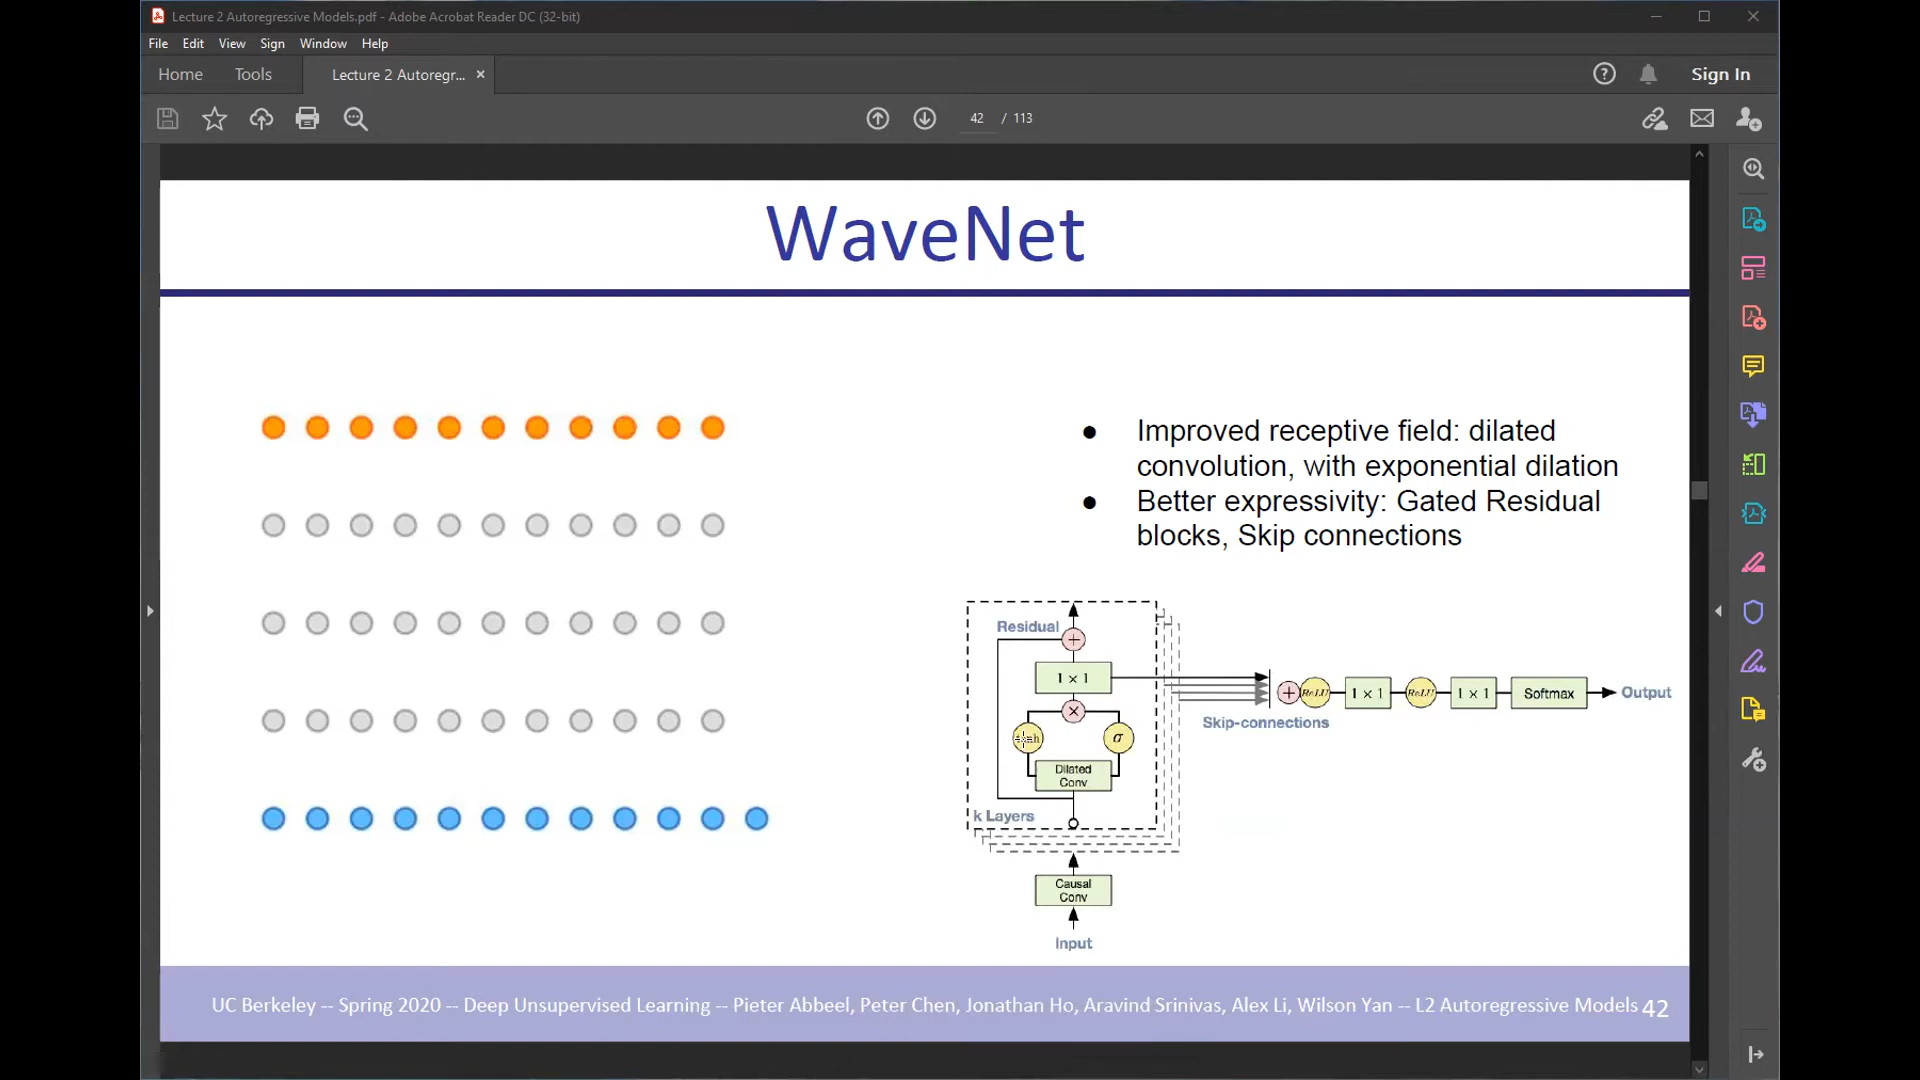 Lecture 2 Autoregressive Models.pdf - Adobe Acrobat Reader DC (32-bit)
File Edit View Sign Window Help
Home Tools Lecture 2 Autoregr... × Sign In
42 / 113
WaveNet
● Improved receptive field: dilated
convolution, with exponential dilation
● Better expressivity: Gated Residual
blocks, Skip connections
Residual
+
1 × 1
×
tanh σ
Dilated
Conv
k Layers
Causal
Conv
Input
+ ReLU 1 × 1 ReLU 1 × 1 Softmax Output
Skip-connections
UC Berkeley -- Spring 2020 -- Deep Unsupervised Learning -- Pieter Abbeel, Peter Chen, Jonathan Ho, Aravind Srinivas, Alex Li, Wilson Yan -- L2 Autoregressive Models 42